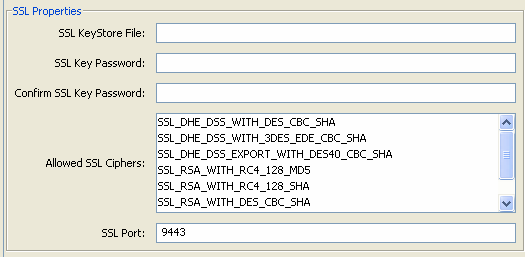 SSL Properties
SSL KeyStore File:
SSL Key Password:
Confirm SSL Key Password:
Allowed SSL Ciphers:
SSL_DHE_DSS_WITH_DES_CBC_SHA
SSL_DHE_DSS_WITH_3DES_EDE_CBC_SHA
SSL_DHE_DSS_EXPORT_WITH_DES40_CBC_SHA
SSL_RSA_WITH_RC4_128_MD5
SSL_RSA_WITH_RC4_128_SHA
SSL_RSA_WITH_DES_CBC_SHA
SSL Port: 9443